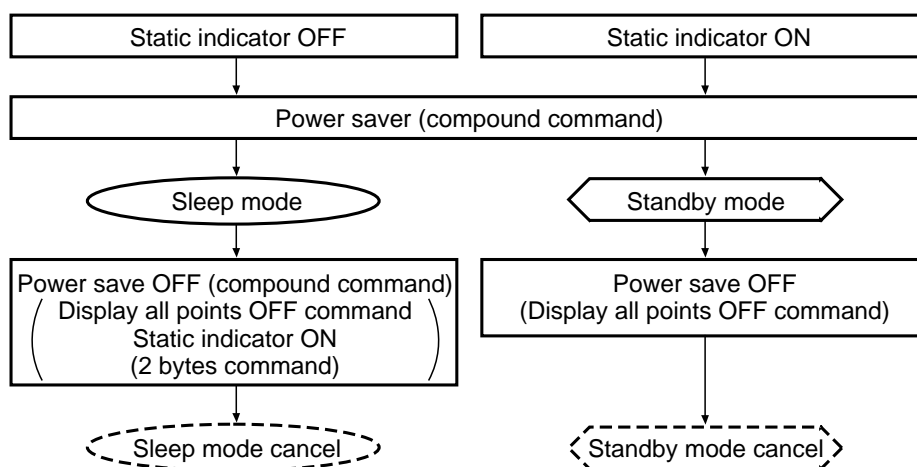 Static indicator OFF
Static indicator ON
Power saver (compound command)
Sleep mode
Standby mode
Power save OFF (compound command)
Display all points OFF command
Static indicator ON
(2 bytes command)
Power save OFF
(Display all points OFF command)
Sleep mode cancel
Standby mode cancel